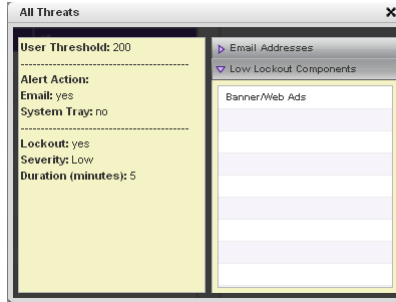 All Threats
User Threshold: 200
Alert Action:
Email: yes
System Tray: no
Lockout: yes
Severity: Low
Duration (minutes): 5
Email Addresses
Low Lockout Components
Banner/Web Ads